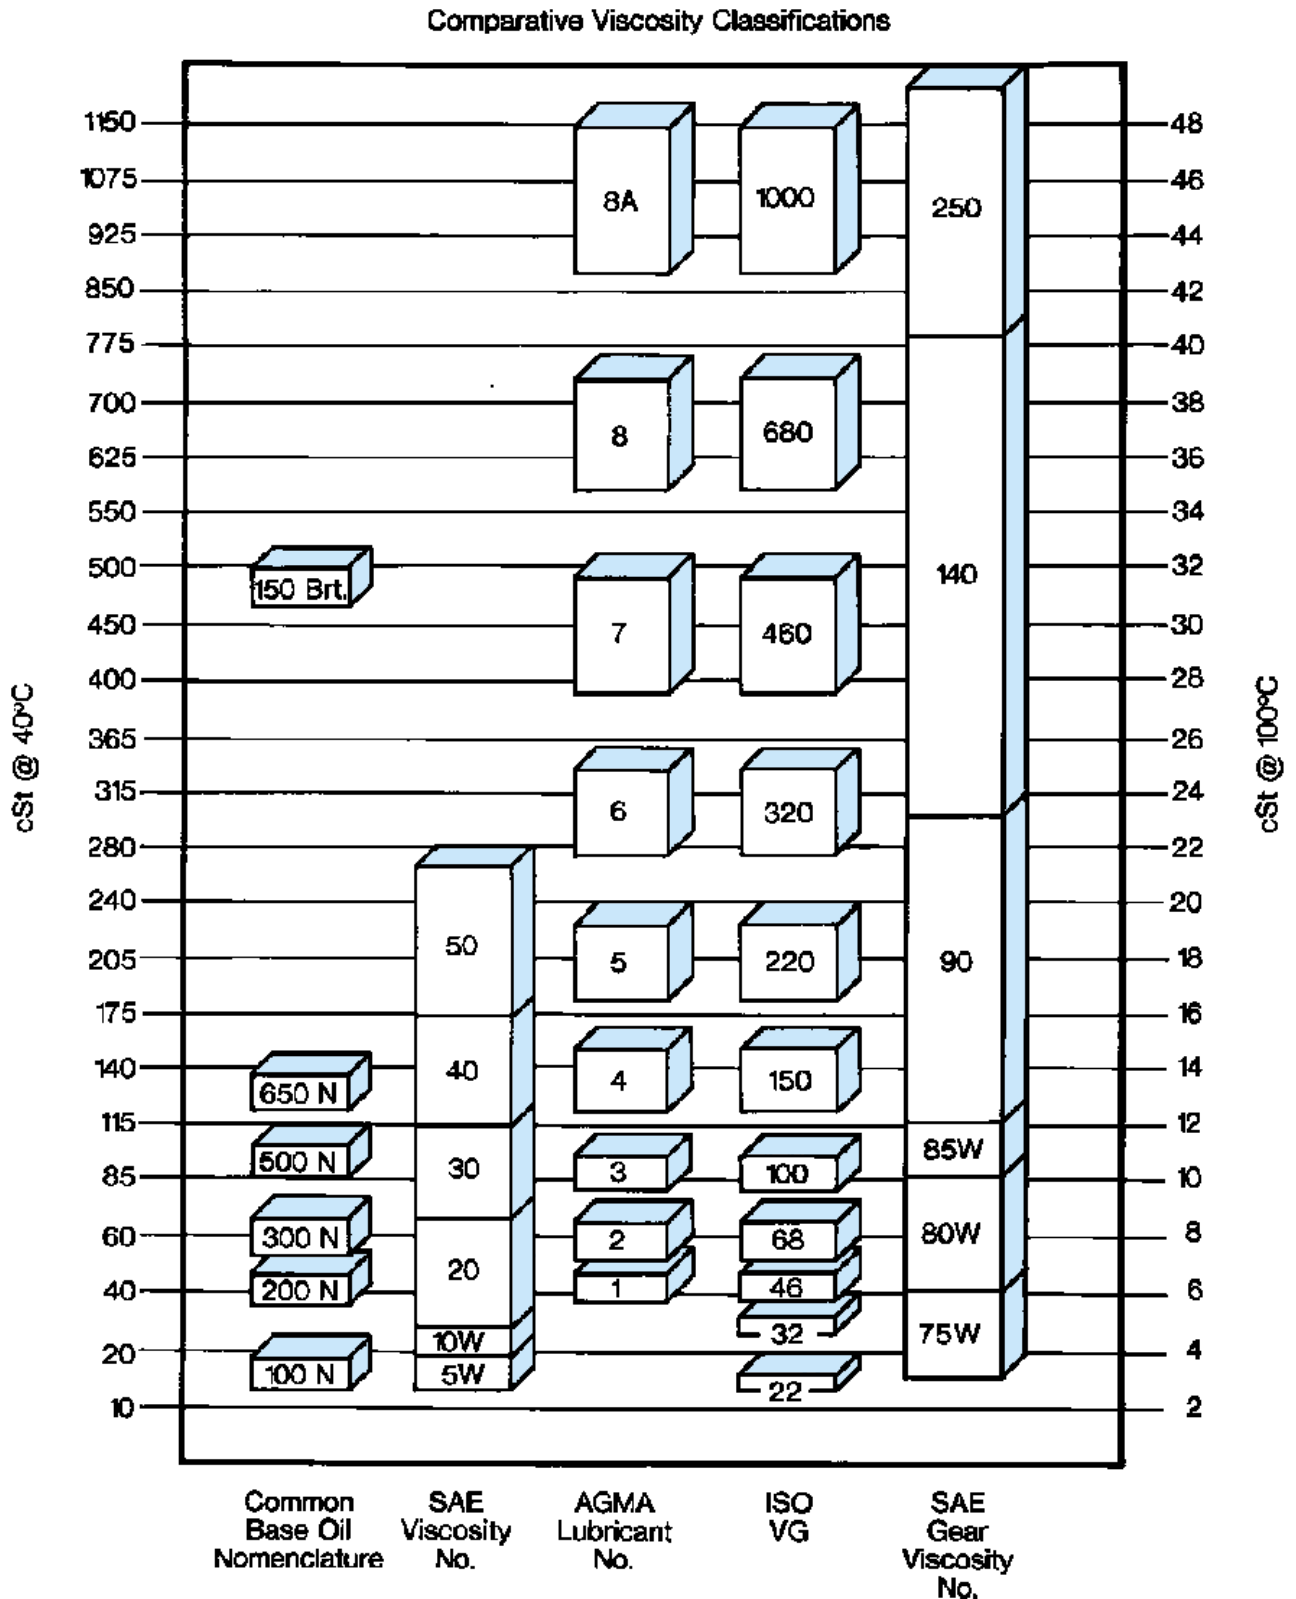 Comparative Viscosity Classifications
1150
1075
925
850
775
700
625
550
500
450
400
365
315
280
240
205
175
140
115
85
60
40
20
10
cSt @ 40°C
150 Brt.
650 N
500 N
300 N
200 N
100 N
50
40
30
20
10W
5W
8A
8
7
6
5
4
3
2
1
1000
680
460
320
220
150
100
68
46
32
22
250
140
90
85W
80W
75W
48
46
44
42
40
38
36
34
32
30
28
26
24
22
20
18
16
14
12
10
8
6
4
2
cSt @ 100°C
Common
Base Oil
Nomenclature
SAE
Viscosity
No.
AGMA
Lubricant
No.
ISO
VG
SAE
Gear
Viscosity
No.